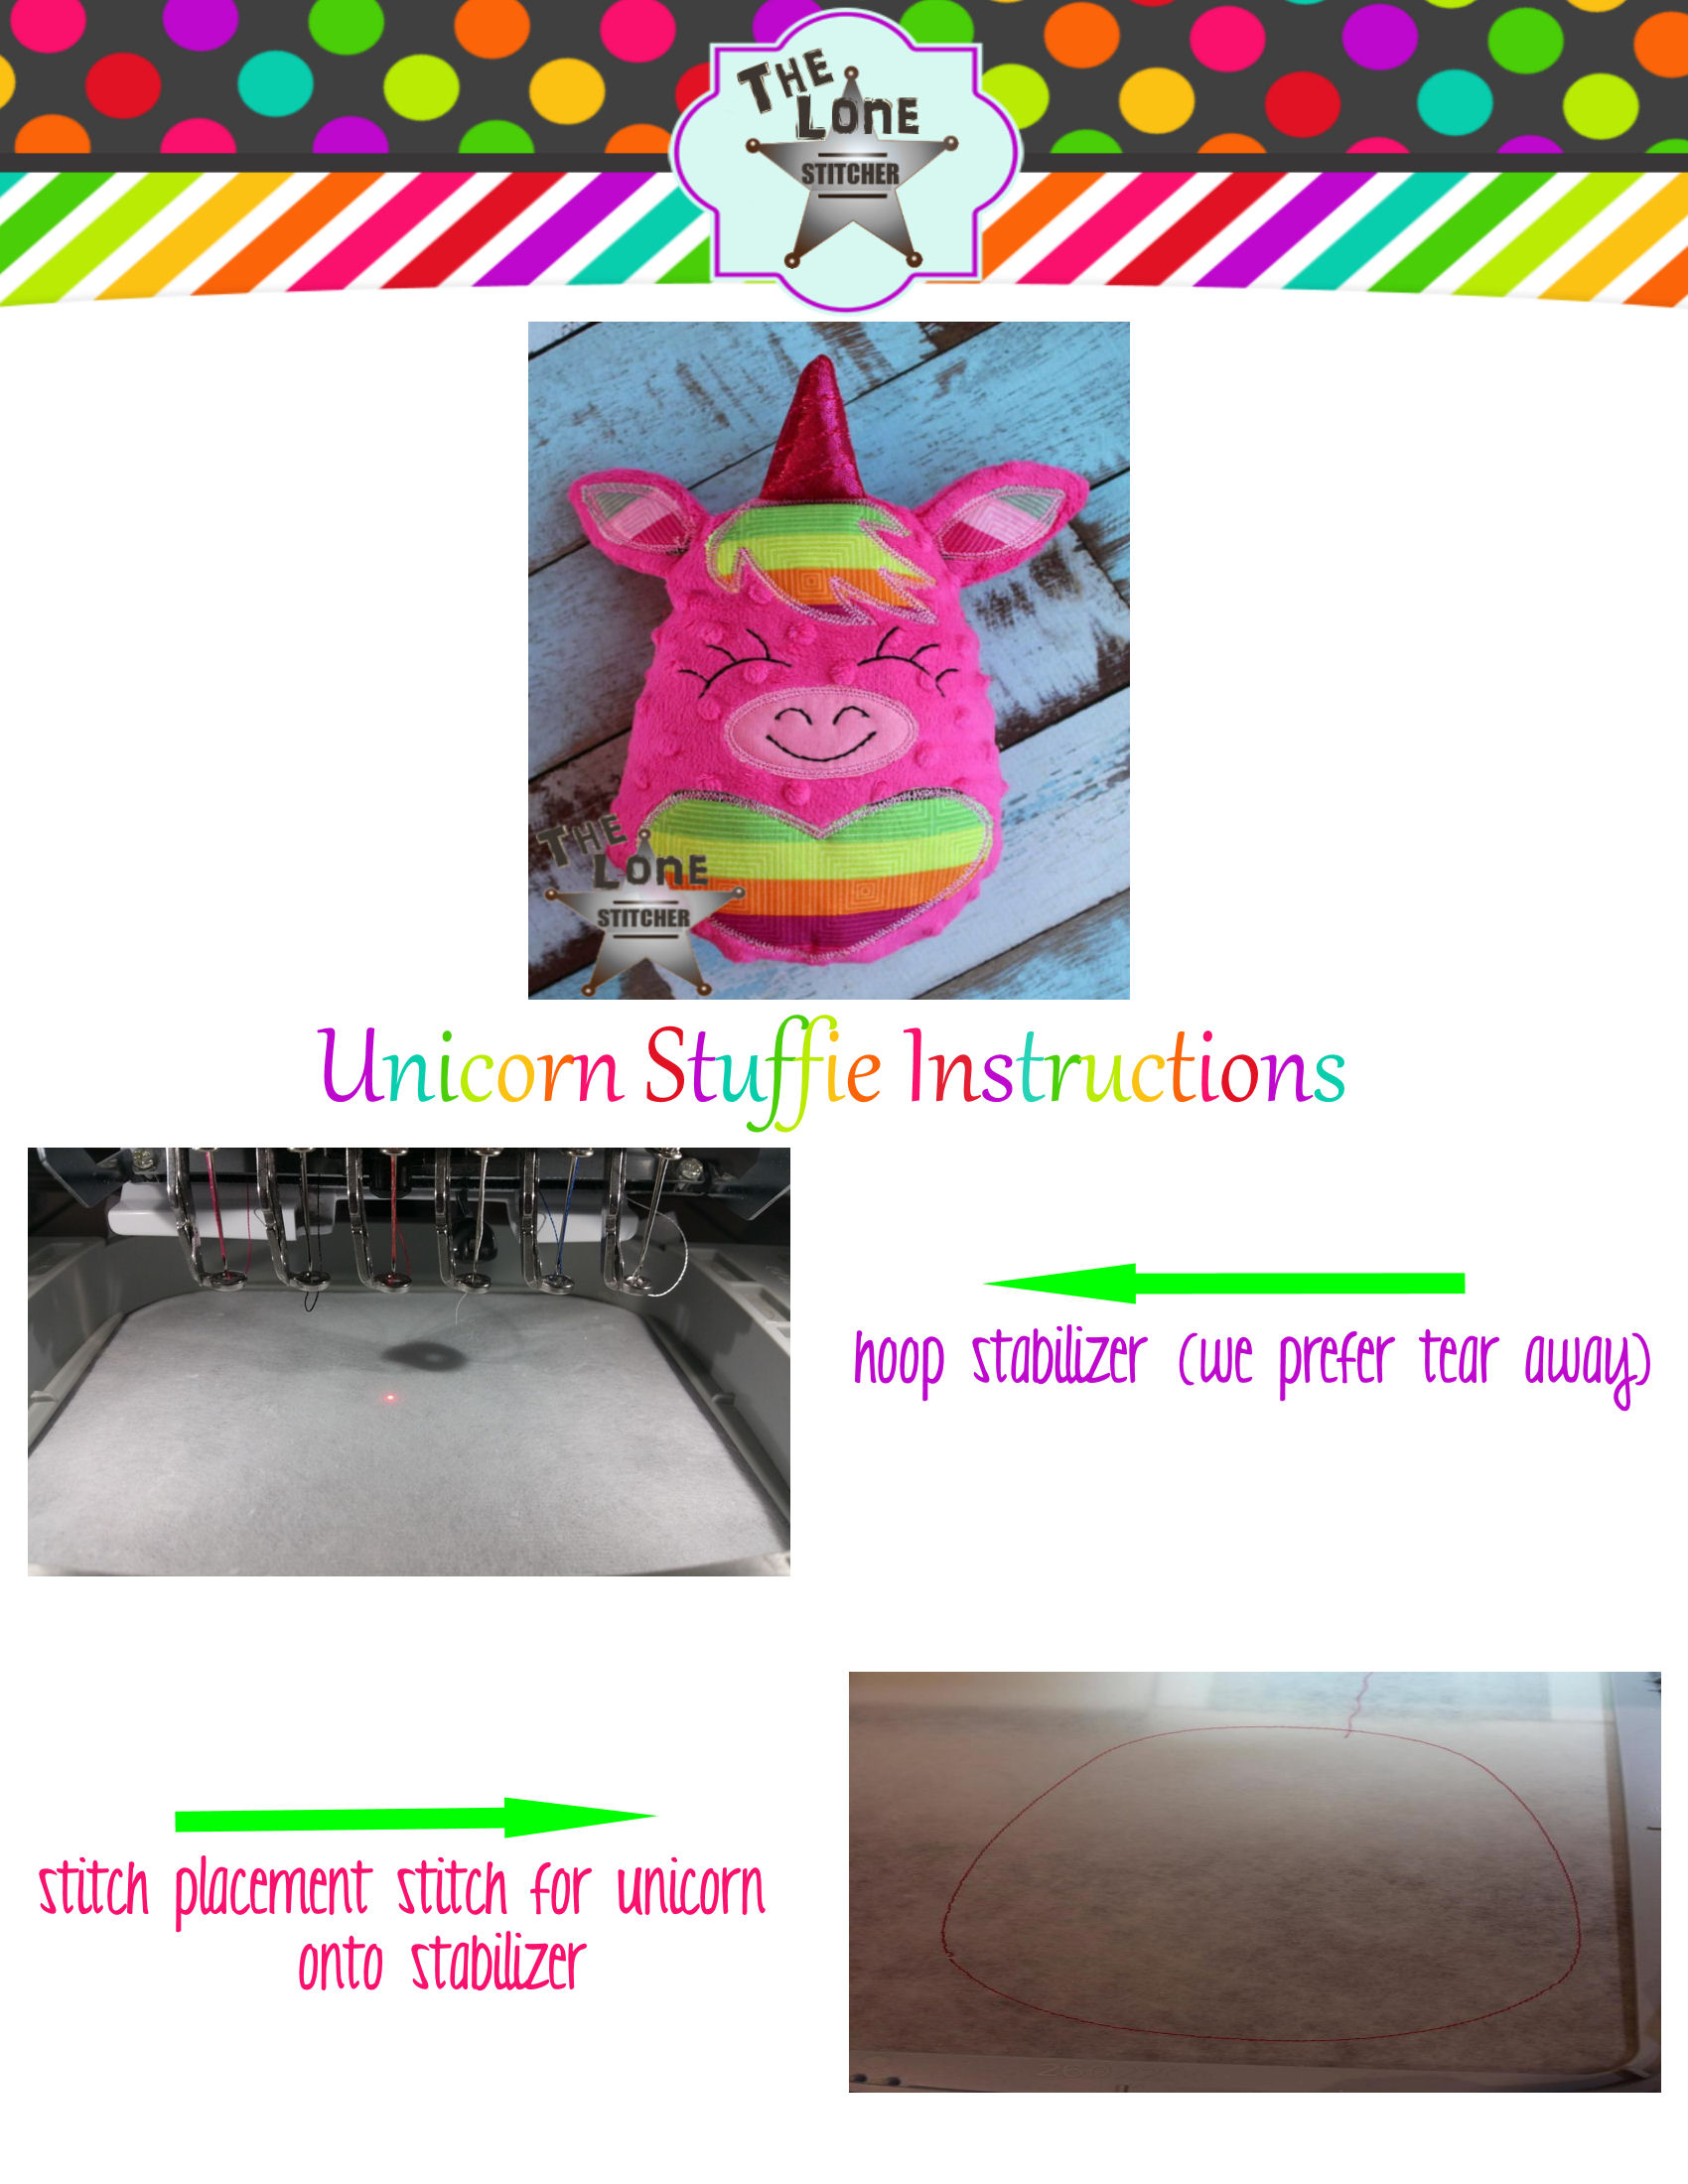 THE
LONE
STITCHER
THE
LONE
STITCHER
Unicorn Stuffie Instructions
hoop stabilizer (we prefer tear away)
stitch placement stitch for unicorn
onto stabilizer